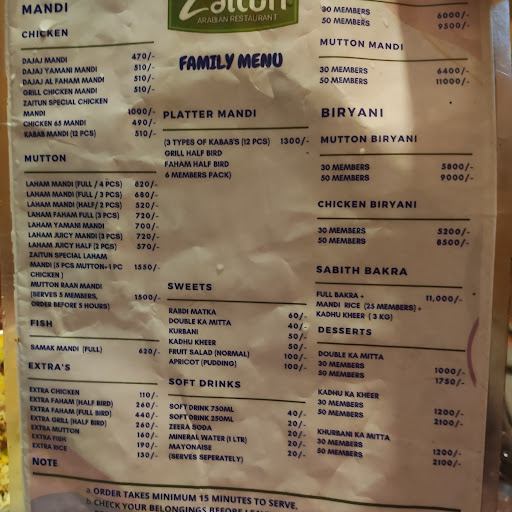 Zaitun
ARABIAN RESTAURANT
FAMILY MENU
MANDI
CHICKEN
DAJAJ MANDI 470/-
DAJAJ YAMANI MANDI 510/-
DAJAJ AL FAHAM MANDI 510/-
GRILL CHICKEN MANDI 510/-
ZAITUN SPECIAL CHICKEN
MANDI 1000/-
CHICKEN 65 MANDI 490/-
KABAB MANDI (12 PCS) 510/-
MUTTON
LAHAM MANDI (FULL / 4 PCS) 820/-
LAHAM MANDI (FULL / 3 PCS) 680/-
LAHAM MANDI (HALF/ 2 PCS) 520/-
LAHAM FAHAM FULL (3 PCS) 720/-
LAHAM YAMANI MANDI 700/-
LAHAM JUICY MANDI (3 PCS) 720/-
LAHAM JUICY HALF (2 PCS) 570/-
ZAITUN SPECIAL LAHAM
MANDI (5 PCS MUTTON+1 PC 1550/-
CHICKEN )
MUTTON RAAN MANDI
(SERVES 5 MEMBERS, 1500/-
ORDER BEFORE 5 HOURS)
FISH
SAMAK MANDI (FULL) 620/-
EXTRA'S
EXTRA CHICKEN 110/-
EXTRA FAHAM (HALF BIRD) 260/-
EXTRA FAHAM (FULL BIRD) 440/-
EXTRA GRILL (HALF BIRD) 260/-
EXTRA MUTTON 160/-
EXTRA FISH 170/-
EXTRA RICE 130/-
NOTE
a. ORDER TAKES MINIMUM 15 MINUTES TO SERVE.
b. CHECK YOUR BELONGINGS BEFORE
PLATTER MANDI
(3 TYPES OF KABAB'S (12 PCS) 1300/-
GRILL HALF BIRD
FAHAM HALF BIRD
6 MEMBERS PACK)
SWEETS
RABDI MATKA 60/-
DOUBLE KA MITTA 40/-
KURBANI 50/-
KADHU KHEER 50/-
FRUIT SALAD (NORMAL) 100/-
APRICOT (PUDDING) 100/-
SOFT DRINKS
SOFT DRINK 750ML 40/-
SOFT DRINK 250ML 20/-
ZEERA SODA 20/-
MINERAL WATER (1 LTR) 20/-
MAYONAISE 20/-
(SERVES SEPERATELY)
30 MEMBERS 6000/-
50 MEMBERS 9500/-
MUTTON MANDI
30 MEMBERS 6400/-
50 MEMBERS 11000/-
BIRYANI
MUTTON BIRYANI
30 MEMBERS 5800/-
50 MEMBERS 9000/-
CHICKEN BIRYANI
30 MEMBERS 5200/-
50 MEMBERS 8500/-
SABITH BAKRA
FULL BAKRA + 11,000/-
MANDI RICE (25 MEMBERS) +
KADHU KHEER ( 3 KG)
DESSERTS
DOUBLE KA MITTA
30 MEMBERS 1000/-
50 MEMBERS 1750/-
KADHU KA KHEER
30 MEMBERS 1200/-
50 MEMBERS 2100/-
KHURBANI KA MITTA
30 MEMBERS 1200/-
50 MEMBERS 2100/-